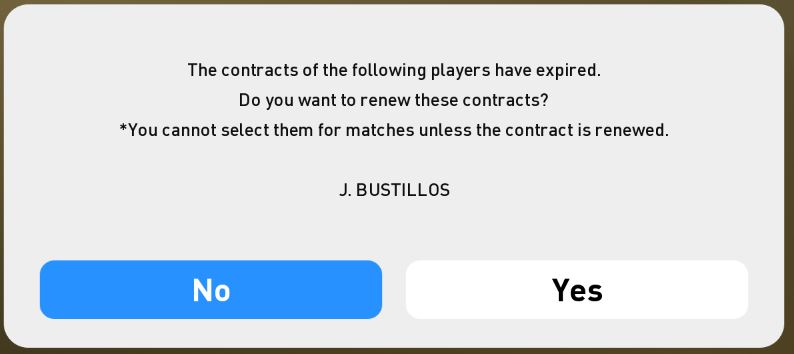 The contracts of the following players have expired.
Do you want to renew these contracts?
*You cannot select them for matches unless the contract is renewed.
J. BUSTILLOS
No
Yes